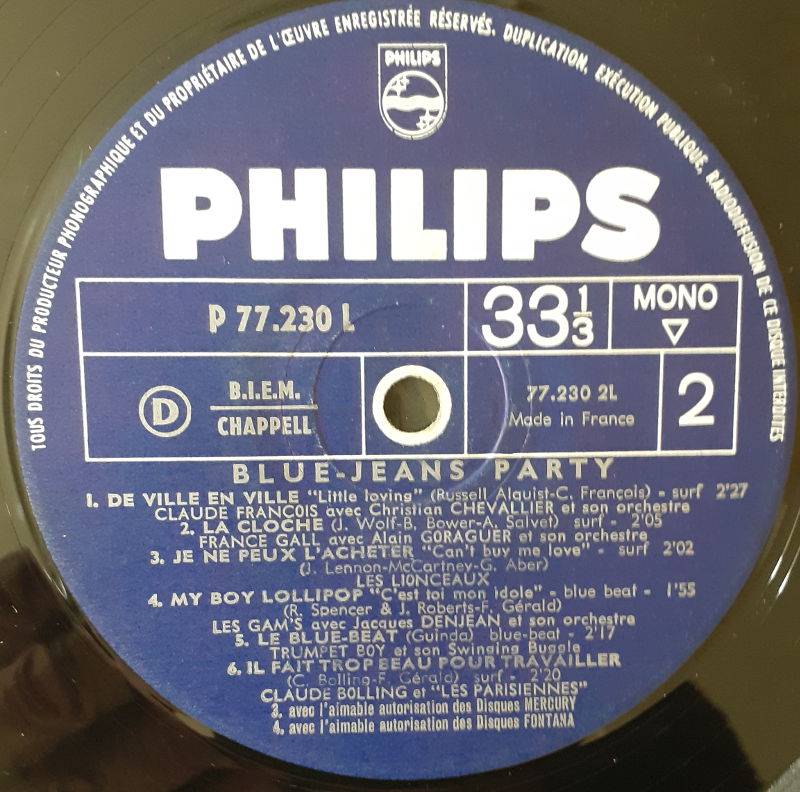 TOUS DROITS DU PRODUCTEUR PHONOGRAPHIQUE ET DU PROPRIÉTAIRE DE L'ŒUVRE ENREGISTRÉE RÉSERVÉS. DUPLICATION, EXÉCUTION PUBLIQUE, RADIODIFFUSION DE CE DISQUE INTERDITES
PHILIPS
PHILIPS
P 77.230 L
33 1/3
MONO
D
B.I.E.M.
CHAPPELL
77.230 2L
Made in France
2
BLUE-JEANS PARTY
1. DE VILLE EN VILLE "Little loving" (Russell Alquist-C. François) - surf 2'27
CLAUDE FRANÇOIS avec Christian CHEVALLIER et son orchestre
2. LA CLOCHE (J. Wolf-B. Bower-A. Salvet) surf - 2'05
FRANCE GALL avec Alain GORAGUER et son orchestre
3. JE NE PEUX L'ACHETER "Can't buy me love" - surf 2'02
(J. Lennon-McCartney-G. Aber)
LES LIONCEAUX
4. MY BOY LOLLIPOP "C'est toi mon idole" - blue beat - 1'55
(R. Spencer & J. Roberts-F. Gérald)
LES GAM'S avec Jacques DENJEAN et son orchestre
5. LE BLUE-BEAT (Guinda) blue-beat - 2'17
TRUMPET BOY et son Swinging Buggle
6. IL FAIT TROP BEAU POUR TRAVAILLER
(C. Bolling-F. Gérald) surf - 2'20
CLAUDE BOLLING et "LES PARISIENNES"
3. avec l'aimable autorisation des Disques MERCURY
4. avec l'aimable autorisation des Disques FONTANA